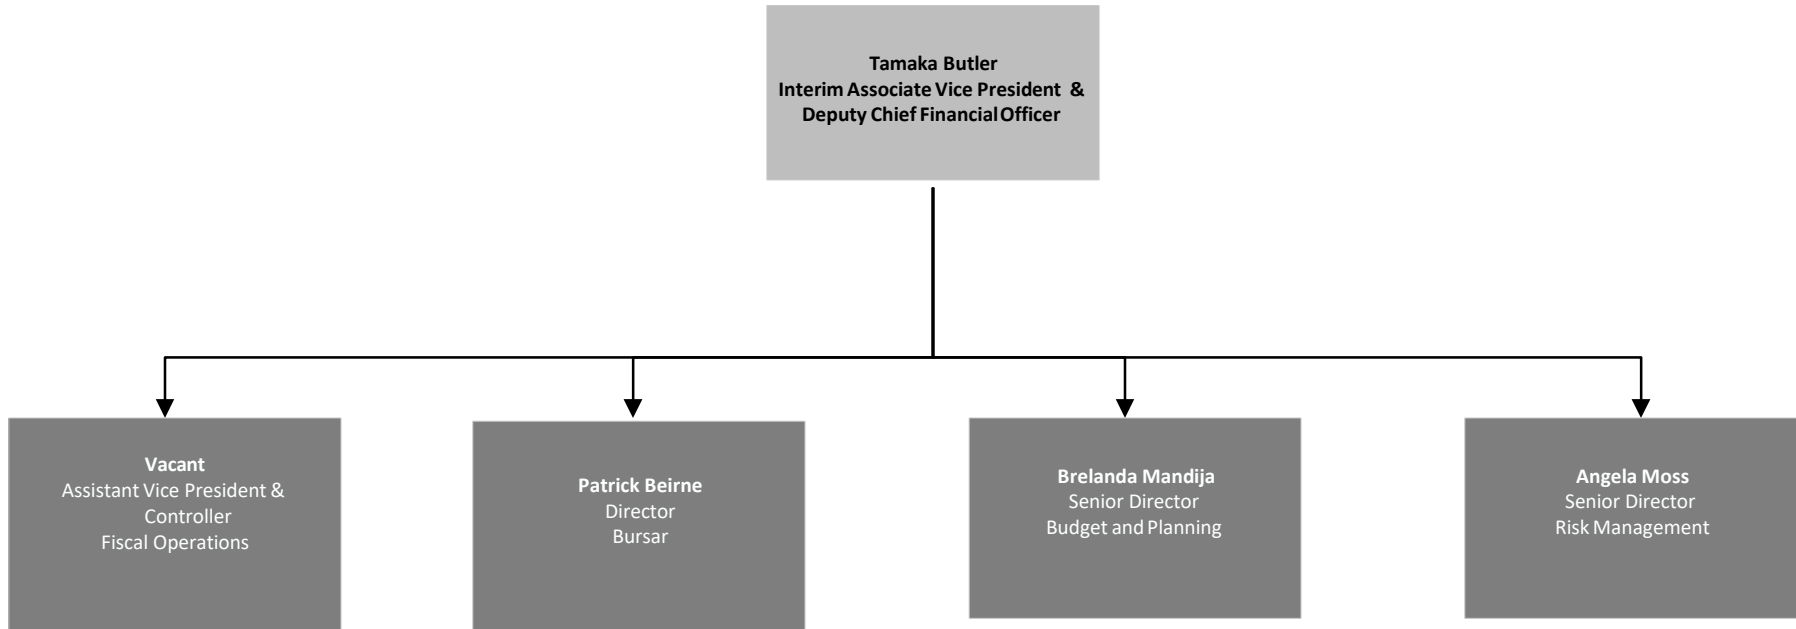 Tamaka Butler
Interim Associate Vice President &
Deputy Chief Financial Officer
Vacant
Assistant Vice President &
Controller
Fiscal Operations
Patrick Beirne
Director
Bursar
Brelanda Mandija
Senior Director
Budget and Planning
Angela Moss
Senior Director
Risk Management